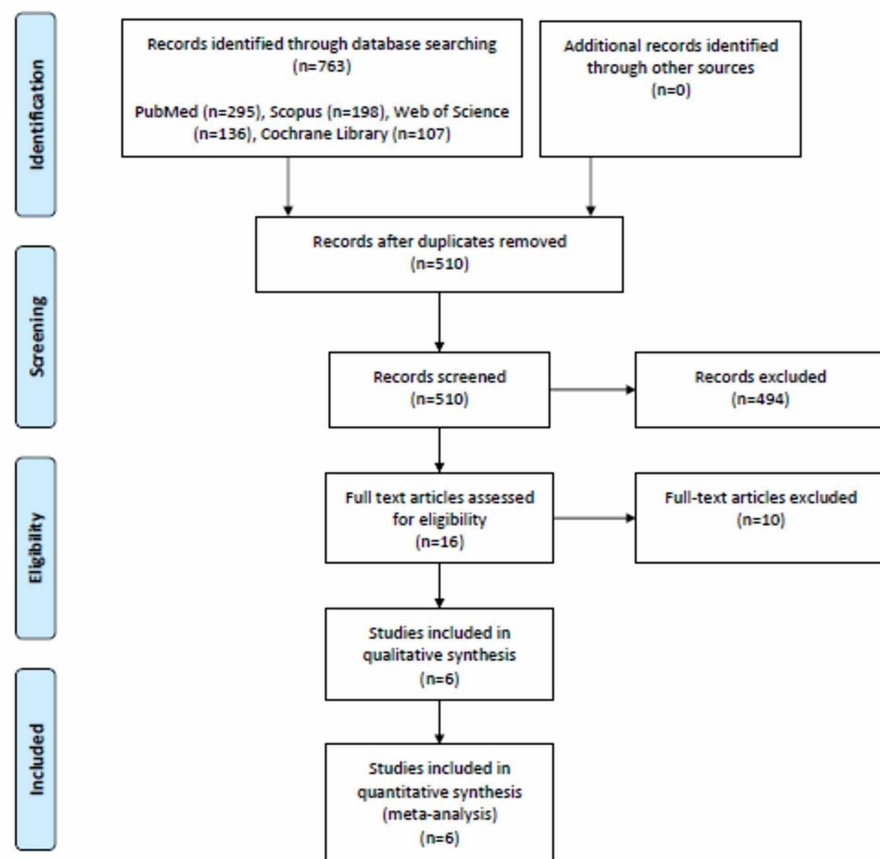 Identification
Records identified through database searching
(n=763)
PubMed (n=295), Scopus (n=198), Web of Science
(n=136), Cochrane Library (n=107)
Additional records identified
through other sources
(n=0)
Records after duplicates removed
(n=510)
Screening
Records screened
(n=510)
Records excluded
(n=494)
Eligibility
Full text articles assessed
for eligibility
(n=16)
Full-text articles excluded
(n=10)
Studies included in
qualitative synthesis
(n=6)
Included
Studies included in
quantitative synthesis
(meta-analysis)
(n=6)